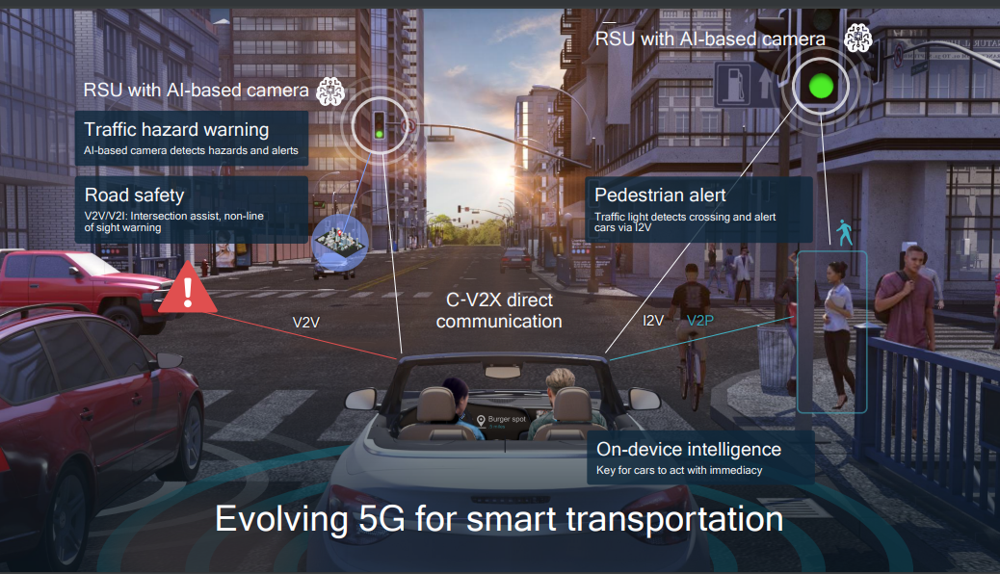 RSU with AI-based camera
RSU with AI-based camera
Traffic hazard warning
AI-based camera detects hazards and alerts
Road safety
V2V/V2I: Intersection assist, non-line
of sight warning
Pedestrian alert
Traffic light detects crossing and alert
cars via I2V
C-V2X direct
communication
V2V
I2V
V2P
Burger spot
On-device intelligence
Key for cars to act with immediacy
Evolving 5G for smart transportation